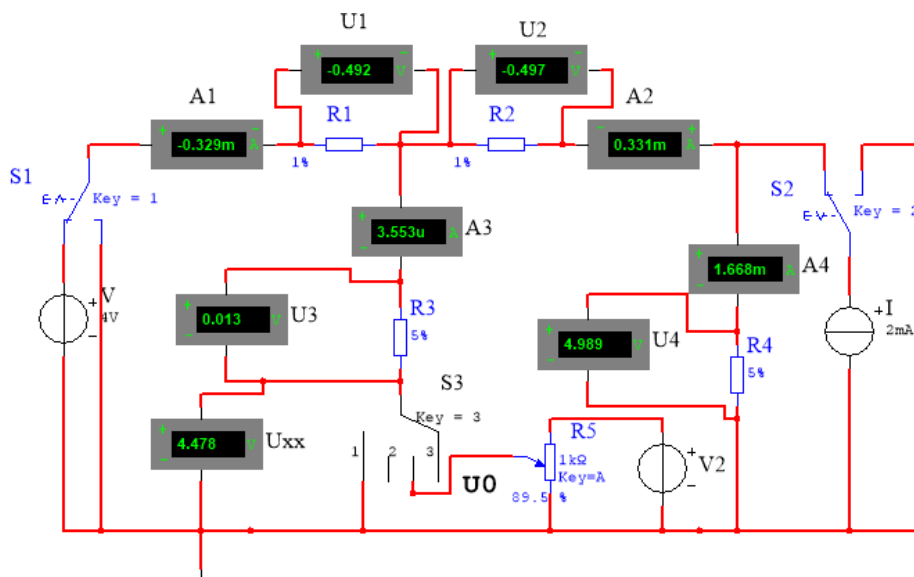 U1
U2
-0.492 V
-0.497 V
A1
R1
R2
A2
-0.329m A
0.331m A
1%
1%
S1
Key = 1
S2
Key = 2
3.553u A
A3
1.668m A
A4
V
4V
0.013 V
U3
R3
5%
4.989 V
U4
R4
5%
I
2mA
S3
Key = 3
4.478 V
Uxx
1
2
3
R5
1kΩ
Key=A
89.5 %
U0
V2